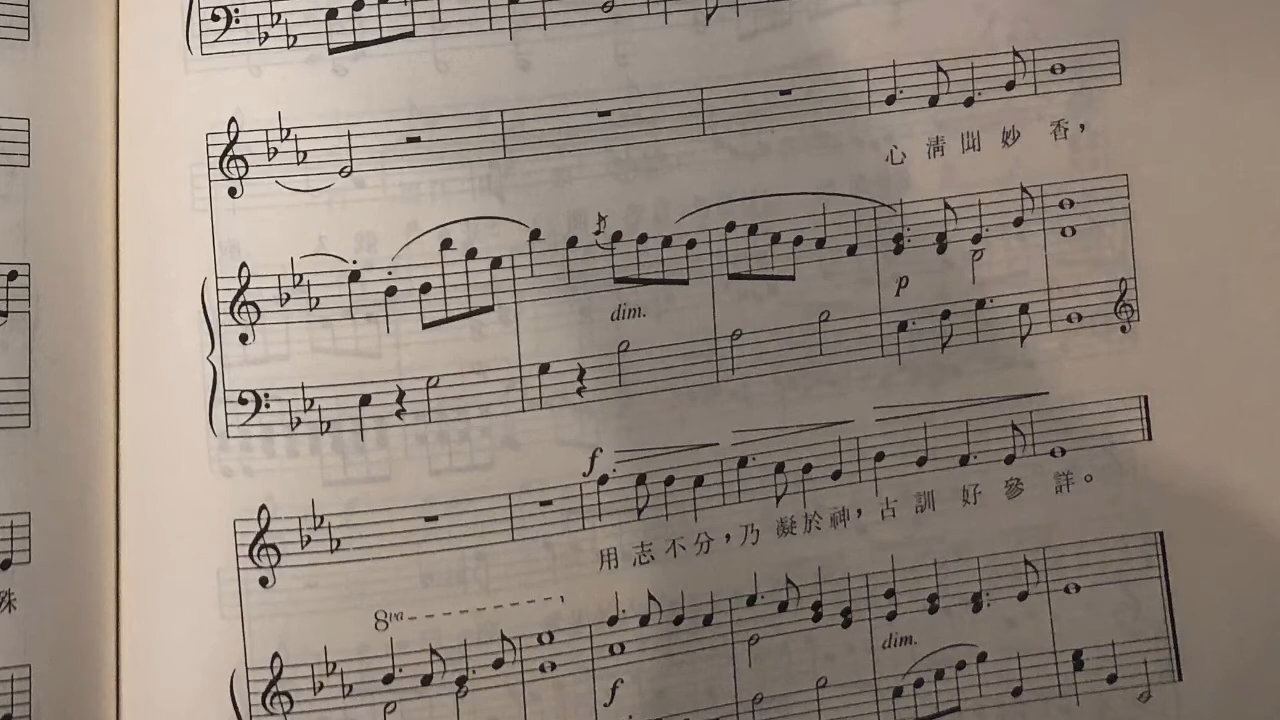 心清聞妙香，
dim.
p
f
用志不分，乃凝於神，古訓好參詳。
8va
f
dim.
殊